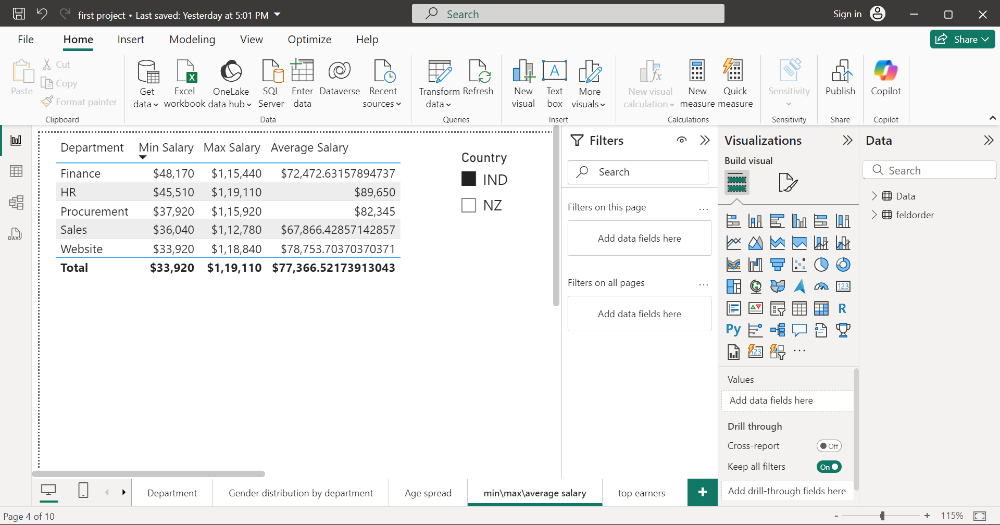 first project • Last saved: Yesterday at 5:01 PM
Search
Sign in
File Home Insert Modeling View Optimize Help
Share
Paste
Cut
Copy
Format painter
Clipboard
Get data
Excel workbook
OneLake data hub
SQL Server
Enter data
Dataverse
Recent sources
Data
Transform data
Refresh
Queries
New visual
Text box
More visuals
Insert
New visual calculation
New measure
Quick measure
Calculations
Sensitivity
Sensitivity
Publish
Share
Copilot
Copilot
Department Min Salary Max Salary Average Salary
Finance $48,170 $1,15,440 $72,472.63157894737
HR $45,510 $1,19,110 $89,650
Procurement $37,920 $1,15,920 $82,345
Sales $36,040 $1,12,780 $67,866.42857142857
Website $33,920 $1,18,840 $78,753.70370370371
Total $33,920 $1,19,110 $77,366.52173913043
Country
IND
NZ
Filters
Search
Filters on this page ...
Add data fields here
Filters on all pages ...
Add data fields here
Visualizations
Build visual
123
R
Py
123
...
Values
Add data fields here
Drill through
Cross-report Off
Keep all filters On
Add drill-through fields here
Data
Search
Data
feldorder
DAX
Department
Gender distribution by department
Age spread
min\max\average salary
top earners
+
Page 4 of 10
- + 115%